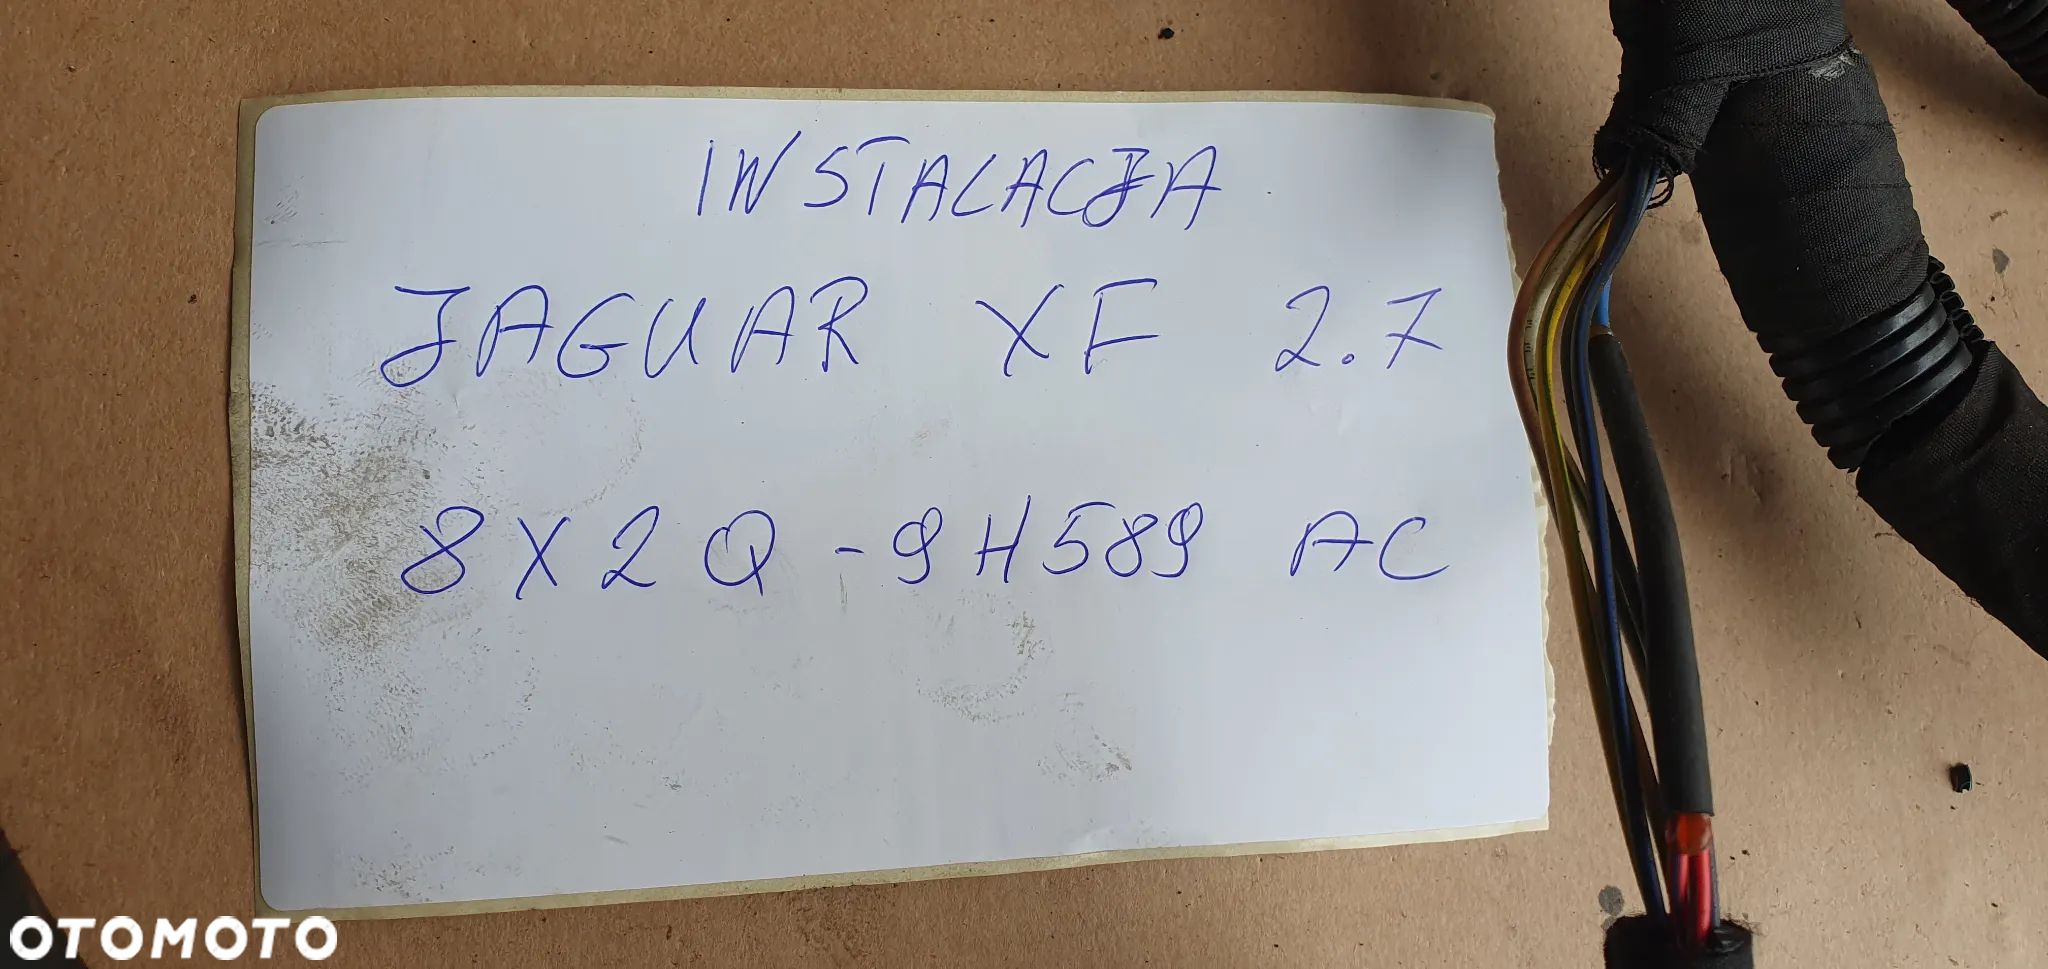 INSTALACJA
JAGUAR XF 2.7
8X2Q-9H589 AC
OTOMOTO